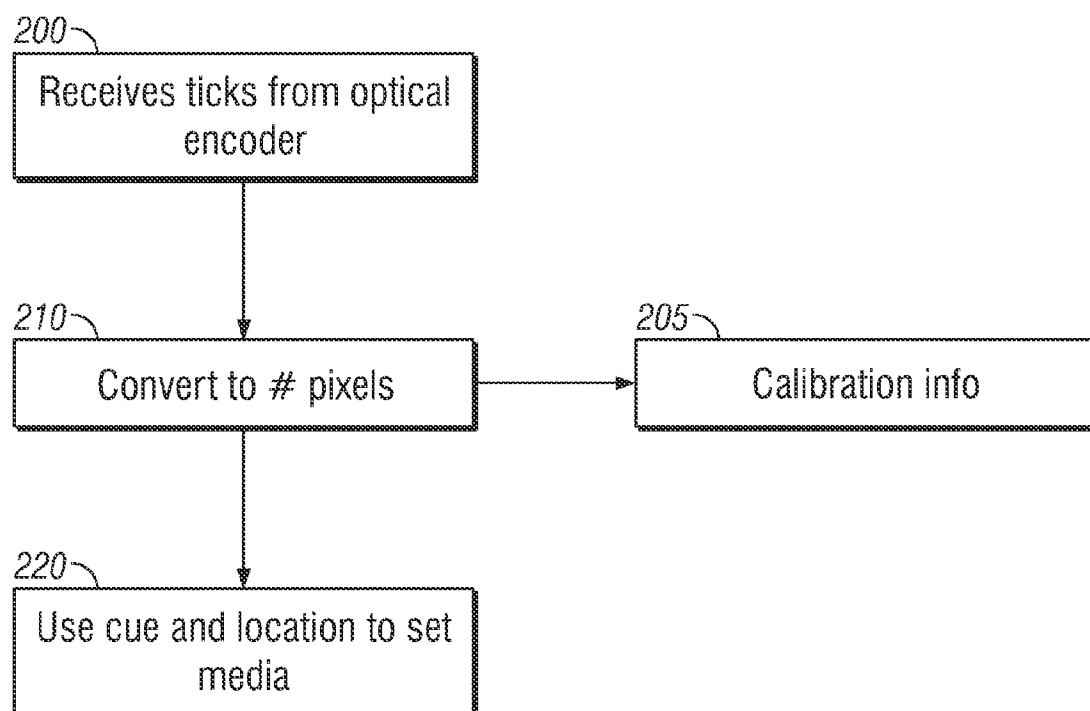 200
Receives ticks from optical
encoder
210
Convert to # pixels
205
Calibration info
220
Use cue and location to set
media